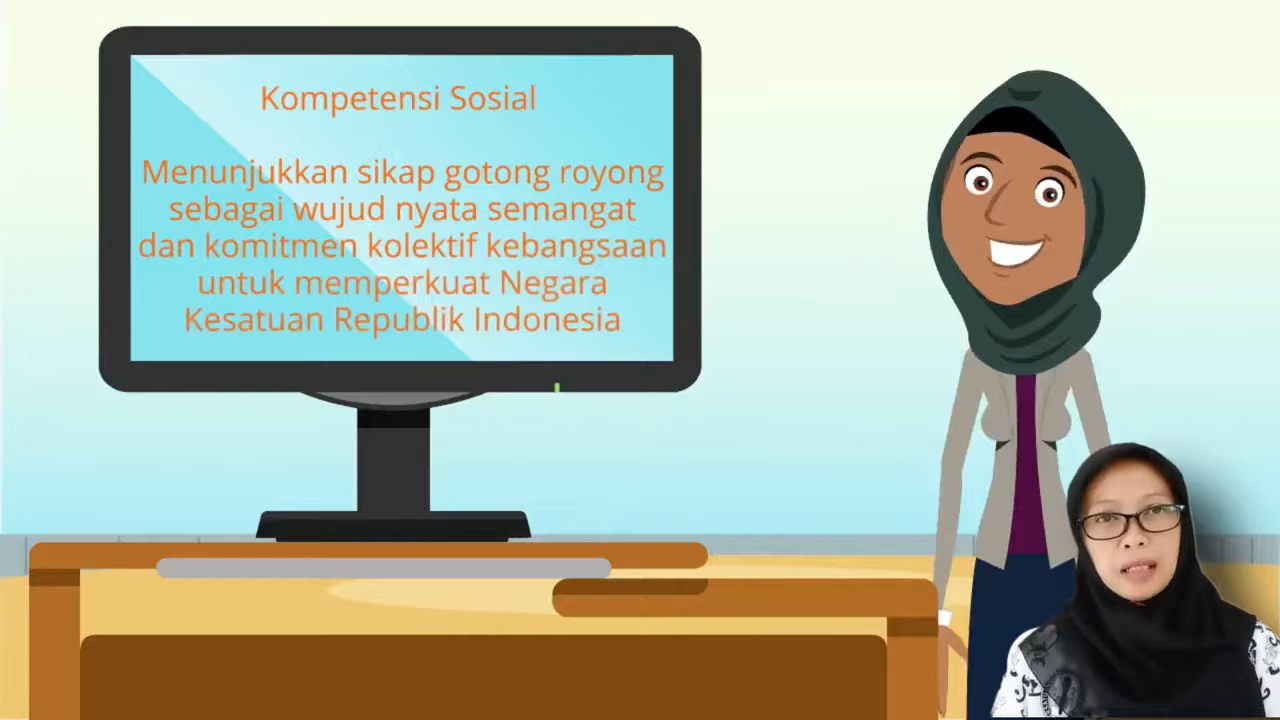 Kompetensi Sosial
Menunjukkan sikap gotong royong
sebagai wujud nyata semangat
dan komitmen kolektif kebangsaan
untuk memperkuat Negara
Kesatuan Republik Indonesia